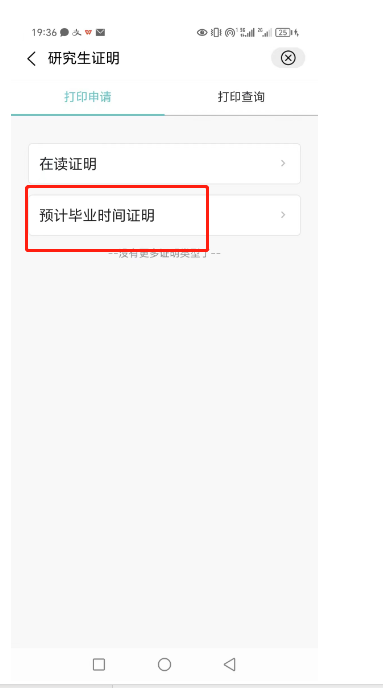 19:36
25
研究生证明
打印申请
打印查询
在读证明
预计毕业时间证明
--没有更多证明类型了--